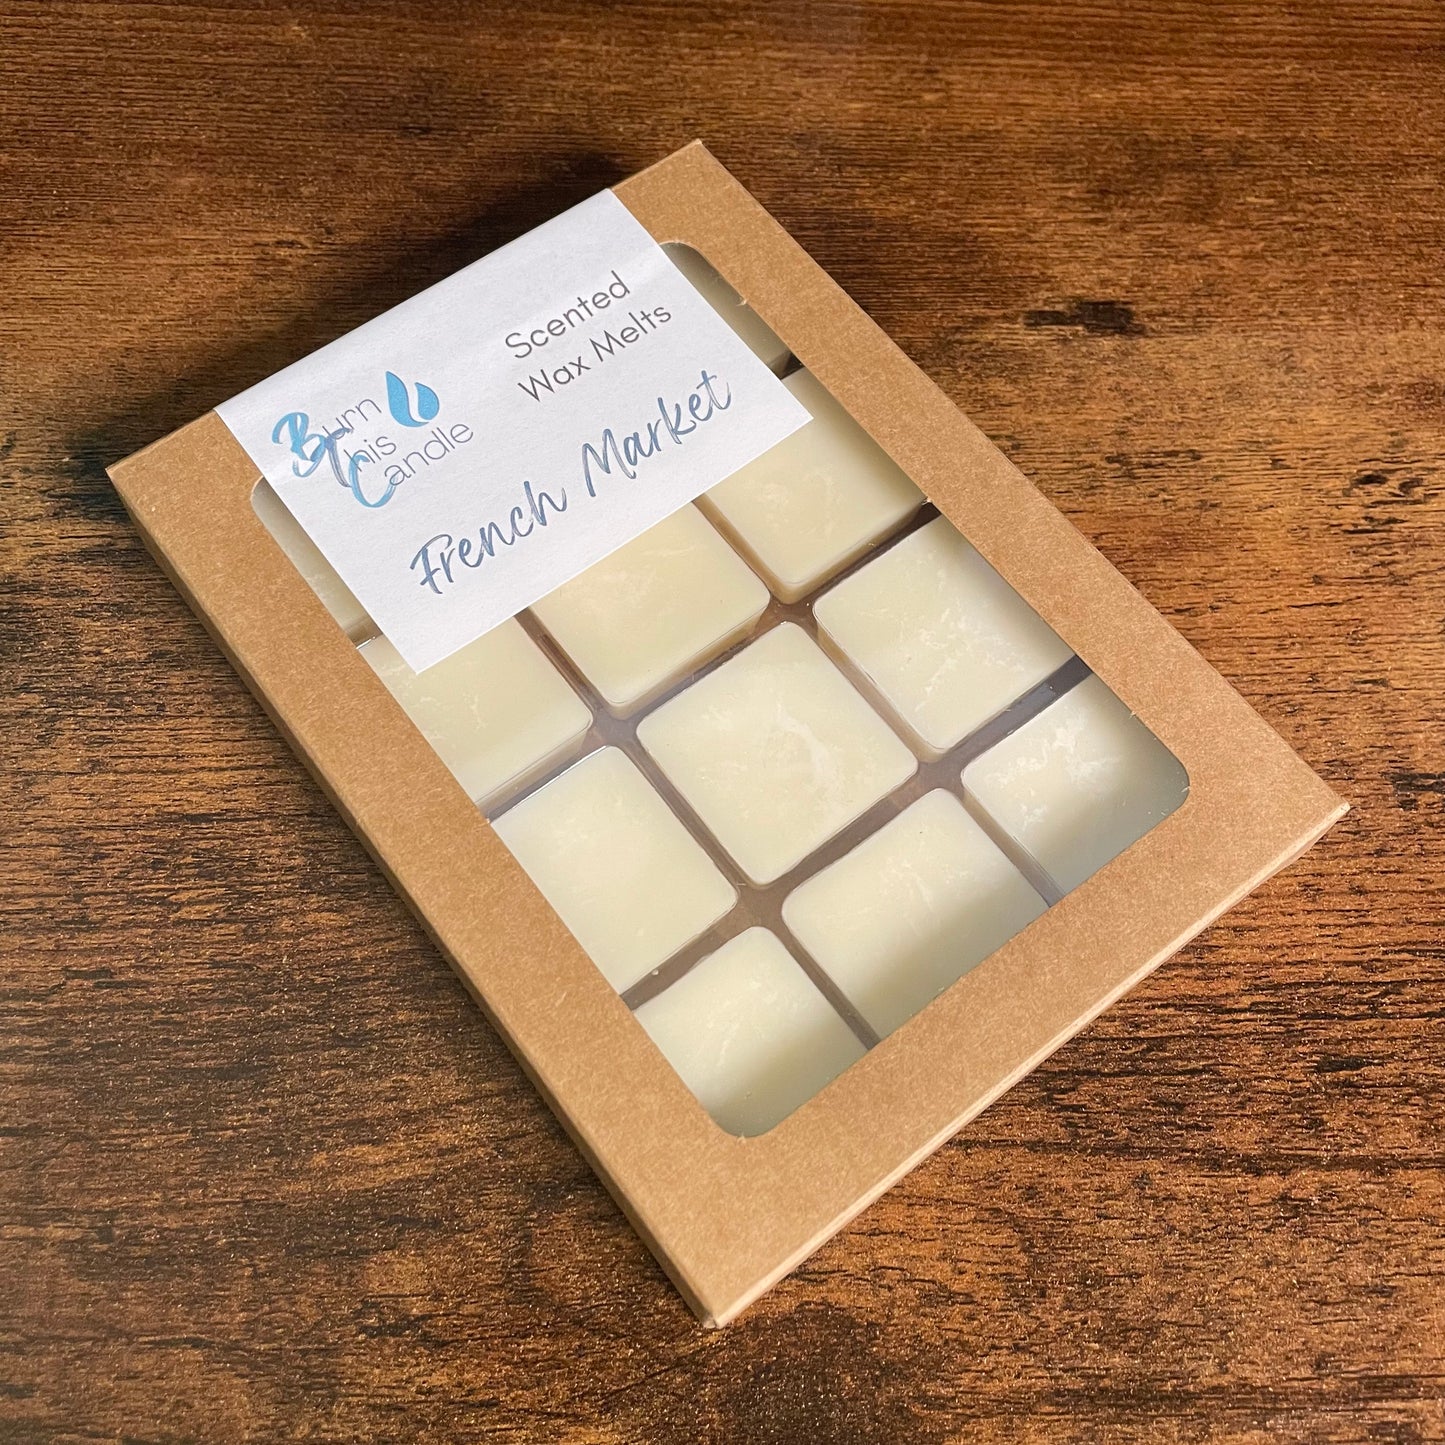 Burn
This
Candle
Scented
Wax Melts
French Market